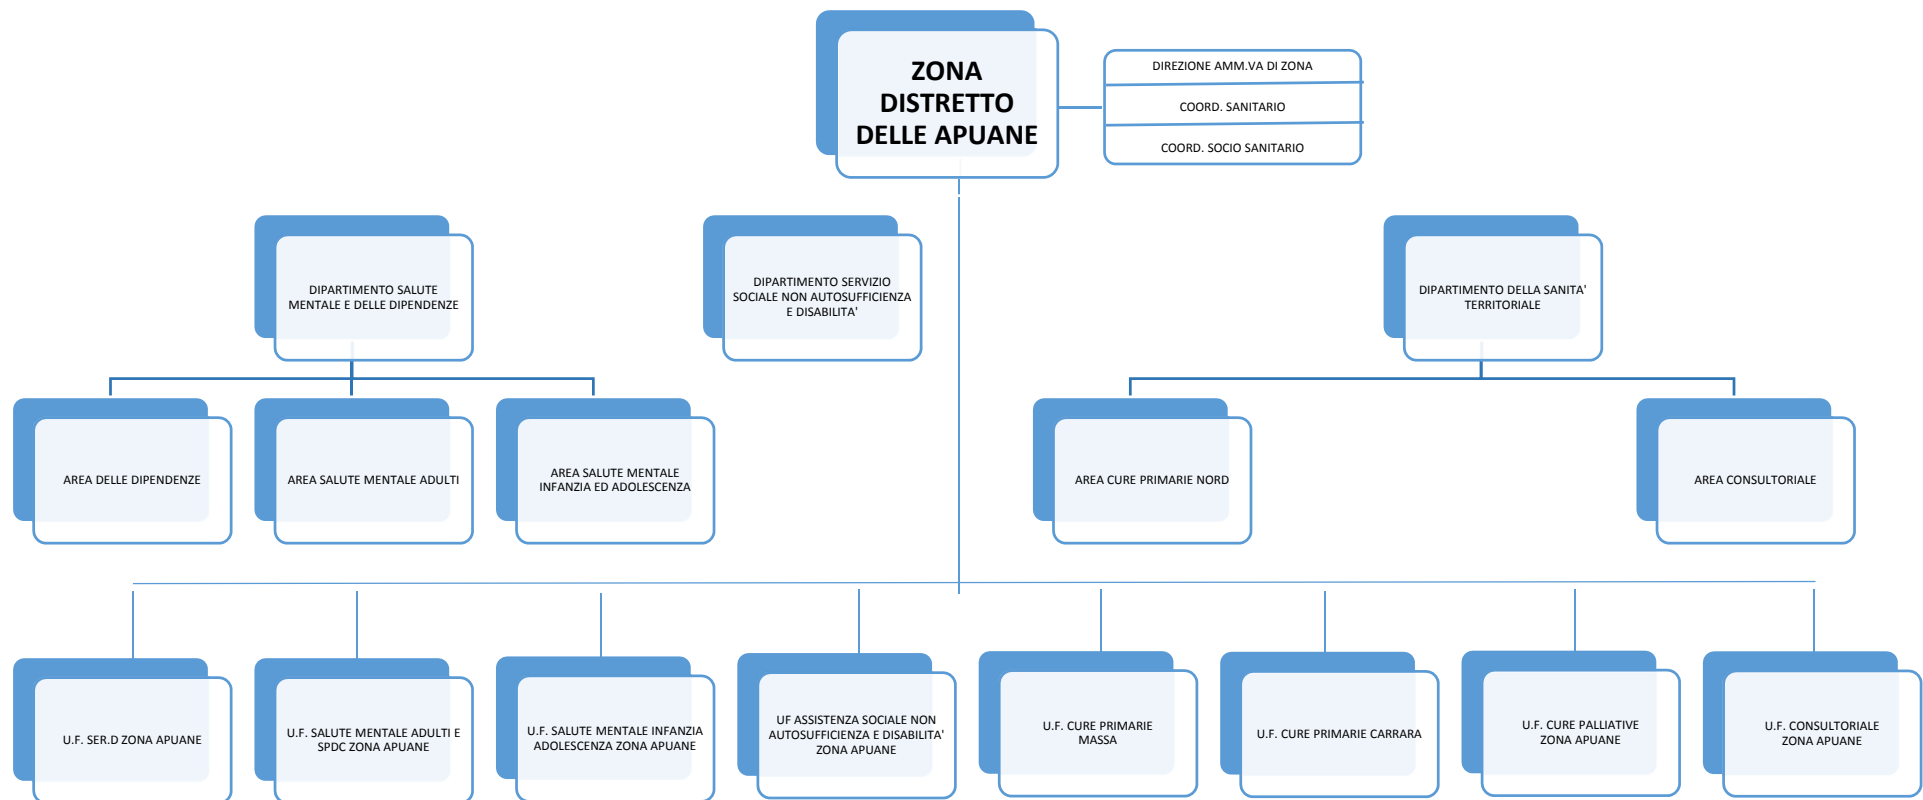 ZONA
DISTRETTO
DELLE APUANE
DIREZIONE AMM.VA DI ZONA
COORD. SANITARIO
COORD. SOCIO SANITARIO
DIPARTIMENTO SALUTE
MENTALE E DELLE DIPENDENZE
DIPARTIMENTO SERVIZIO
SOCIALE NON AUTOSUFFICIENZA
E DISABILITA'
DIPARTIMENTO DELLA SANITA'
TERRITORIALE
AREA DELLE DIPENDENZE
AREA SALUTE MENTALE ADULTI
AREA SALUTE MENTALE
INFANZIA ED ADOLESCENZA
AREA CURE PRIMARIE NORD
AREA CONSULTORIALE
U.F. SER.D ZONA APUANE
U.F. SALUTE MENTALE ADULTI E
SPDC ZONA APUANE
U.F. SALUTE MENTALE INFANZIA
ADOLESCENZA ZONA APUANE
UF ASSISTENZA SOCIALE NON
AUTOSUFFICIENZA E DISABILITA'
ZONA APUANE
U.F. CURE PRIMARIE
MASSA
U.F. CURE PRIMARIE CARRARA
U.F. CURE PALLIATIVE
ZONA APUANE
U.F. CONSULTORIALE
ZONA APUANE